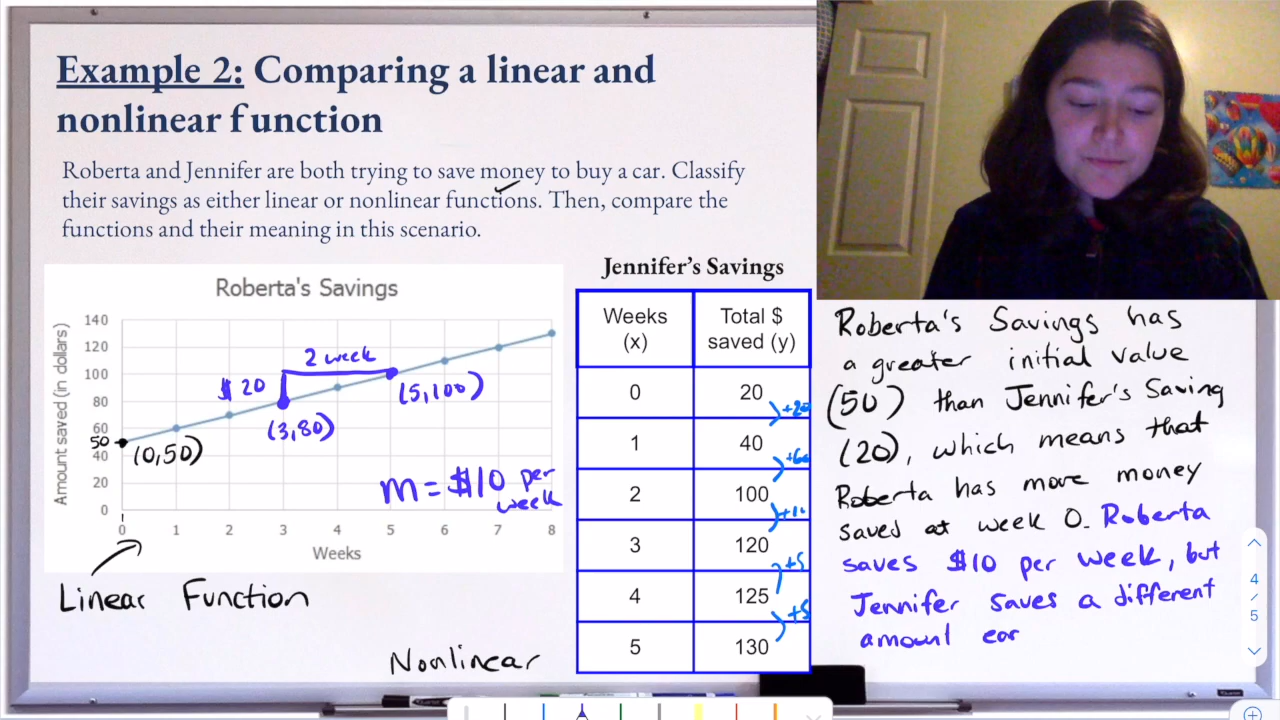 Example 2: Comparing a linear and
nonlinear function
Roberta and Jennifer are both trying to save money to buy a car. Classify
their savings as either linear or nonlinear functions. Then, compare the
functions and their meaning in this scenario.
Roberta's Savings
Amount saved (in dollars)
140
120
100
80
60
50
40
20
0
0 1 2 3 4 5 6 7 8
Weeks
2 week
$ 20
(5,100)
(3,80)
(0,50)
m = $10 per
week
Linear Function
Nonlinear
Jennifer's Savings
Weeks (x) Total $ saved (y)
0 20
+20
1 40
+60
2 100
3 120
+5
4 125
+5
5 130
Roberta's Savings has
a greater initial value
(50) than Jennifer's Saving
(20), which means that
Roberta has more money
saved at week 0. Roberta
saves $10 per week, but
Jennifer saves a different
amount ear
4
/
5